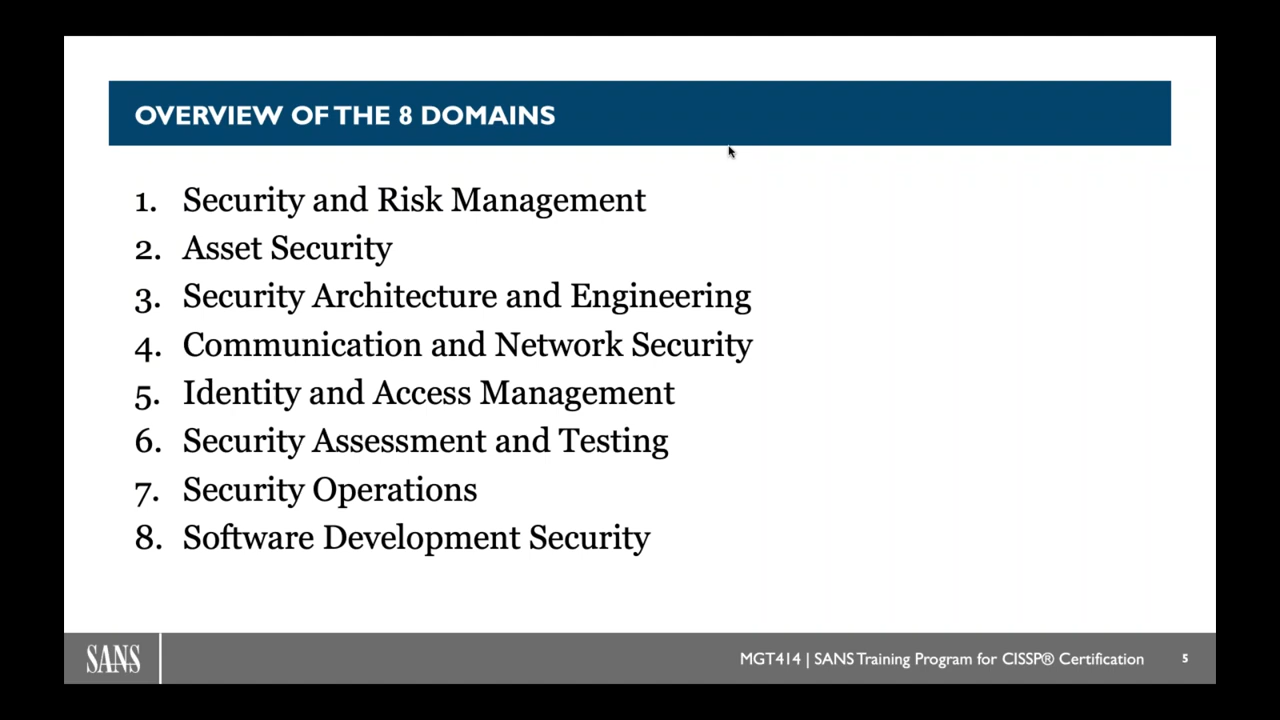 OVERVIEW OF THE 8 DOMAINS
1. Security and Risk Management
2. Asset Security
3. Security Architecture and Engineering
4. Communication and Network Security
5. Identity and Access Management
6. Security Assessment and Testing
7. Security Operations
8. Software Development Security
SANS
MGT414 | SANS Training Program for CISSP® Certification
5